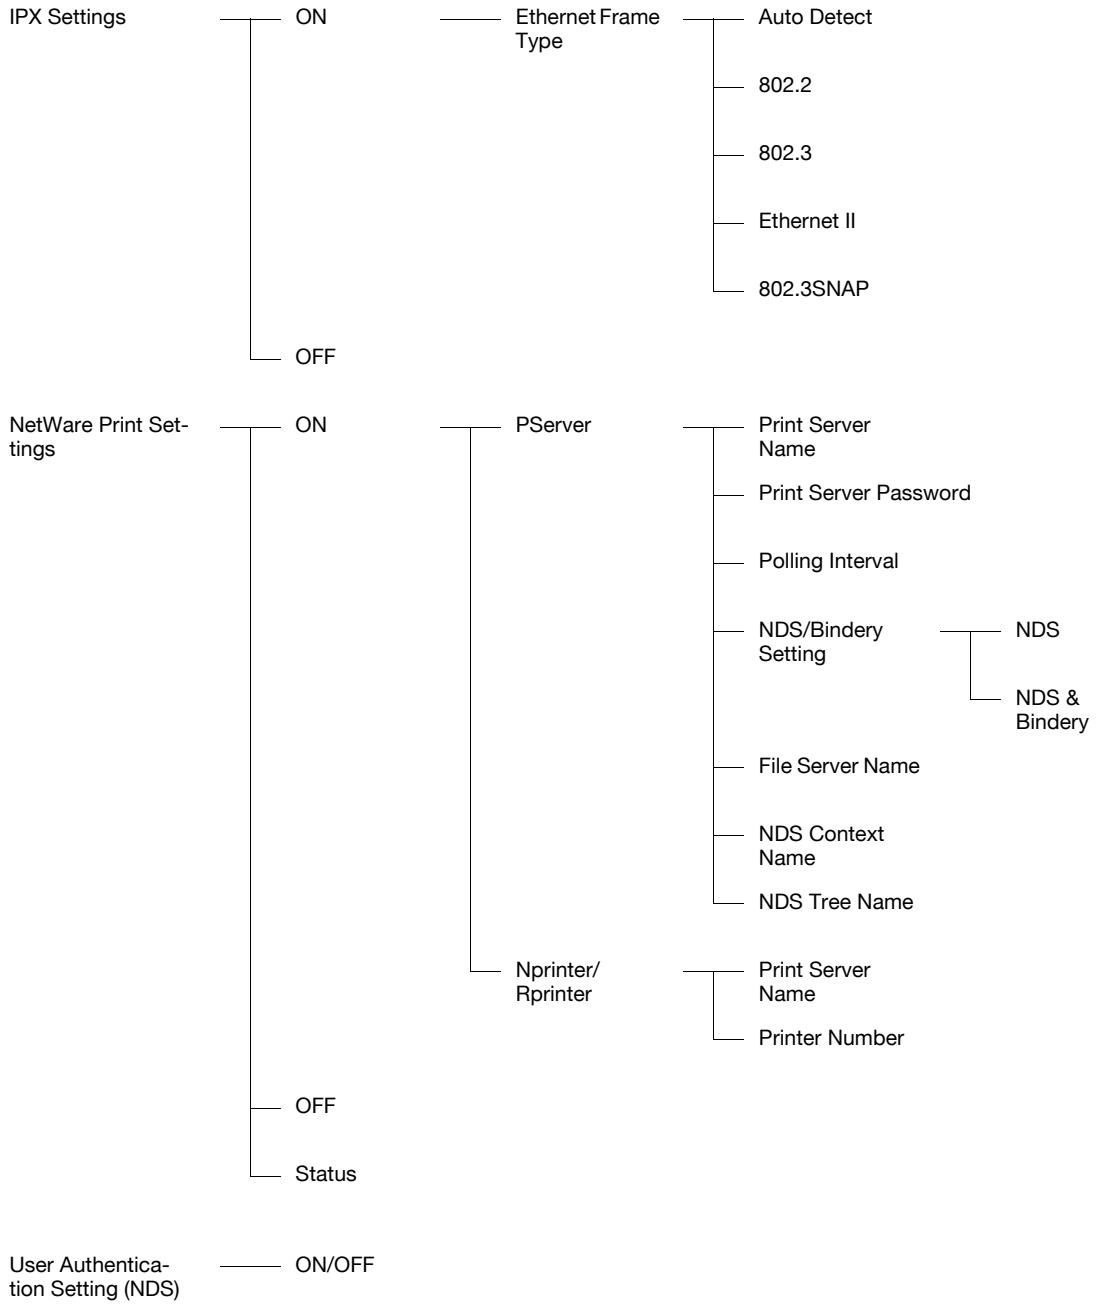 IPX Settings
ON
Ethernet Frame
Type
Auto Detect
802.2
802.3
Ethernet II
802.3SNAP
OFF
NetWare Print Set-
tings
ON
PServer
Print Server
Name
Print Server Password
Polling Interval
NDS/Bindery
Setting
NDS
NDS &
Bindery
File Server Name
NDS Context
Name
NDS Tree Name
Nprinter/
Rprinter
Print Server
Name
Printer Number
OFF
Status
User Authentica-
tion Setting (NDS)
ON/OFF